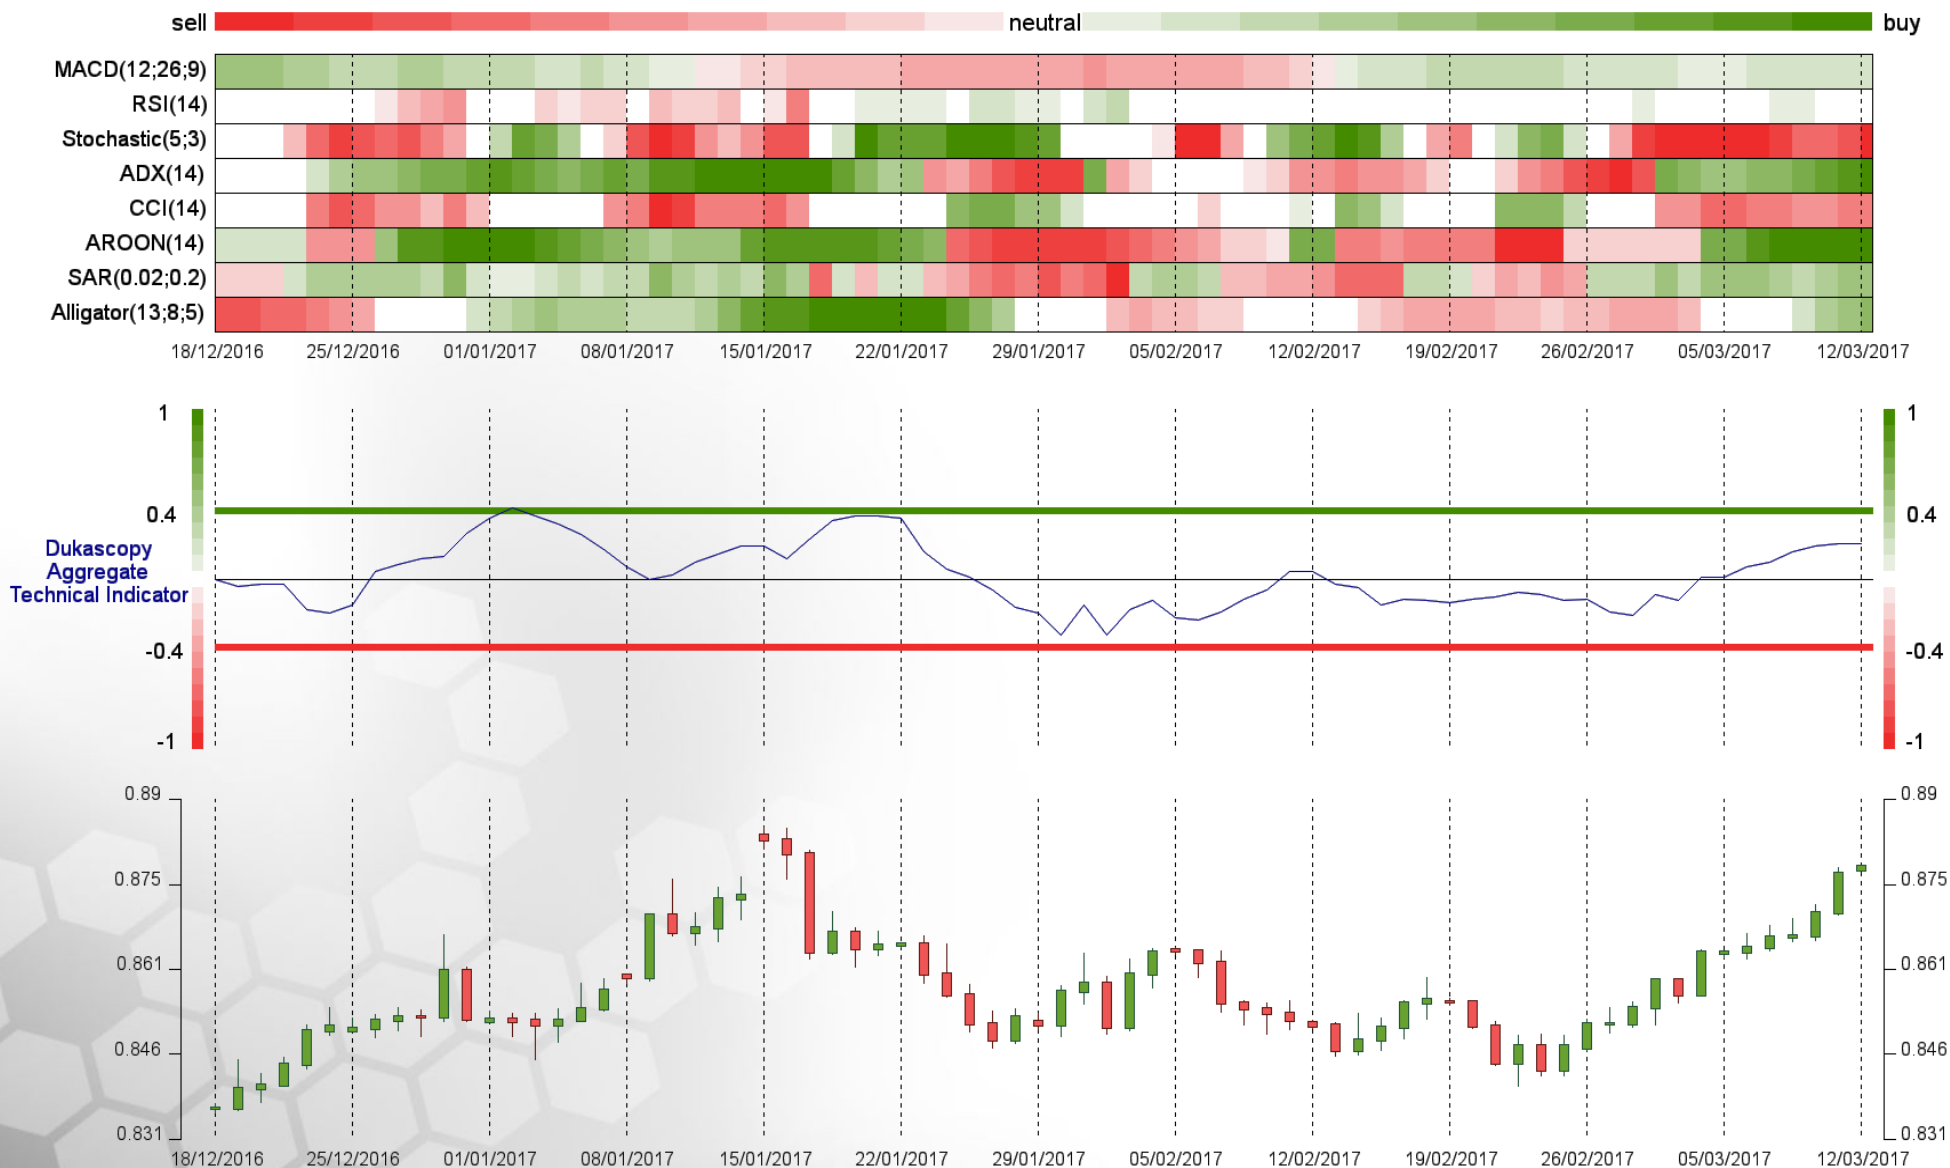 sell neutral buy
MACD(12;26;9)
RSI(14)
Stochastic(5;3)
ADX(14)
CCI(14)
AROON(14)
SAR(0.02;0.2)
Alligator(13;8;5)
18/12/2016 25/12/2016 01/01/2017 08/01/2017 15/01/2017 22/01/2017 29/01/2017 05/02/2017 12/02/2017 19/02/2017 26/02/2017 05/03/2017 12/03/2017
1 1
0.4 0.4
Dukascopy
Aggregate
Technical Indicator
-0.4 -0.4
-1 -1
0.89 0.89
0.875 0.875
0.861 0.861
0.846 0.846
0.831 0.831
18/12/2016 25/12/2016 01/01/2017 08/01/2017 15/01/2017 22/01/2017 29/01/2017 05/02/2017 12/02/2017 19/02/2017 26/02/2017 05/03/2017 12/03/2017